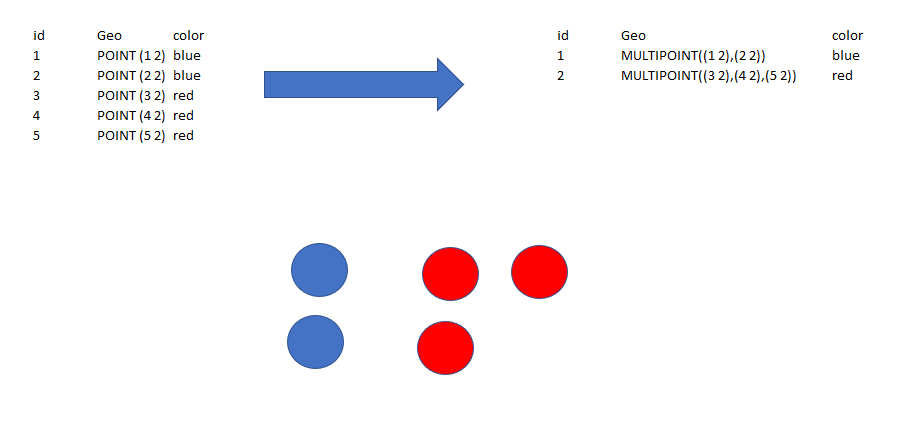 id Geo color
1 POINT (1 2) blue
2 POINT (2 2) blue
3 POINT (3 2) red
4 POINT (4 2) red
5 POINT (5 2) red
id Geo color
1 MULTIPOINT((1 2),(2 2)) blue
2 MULTIPOINT((3 2),(4 2),(5 2)) red